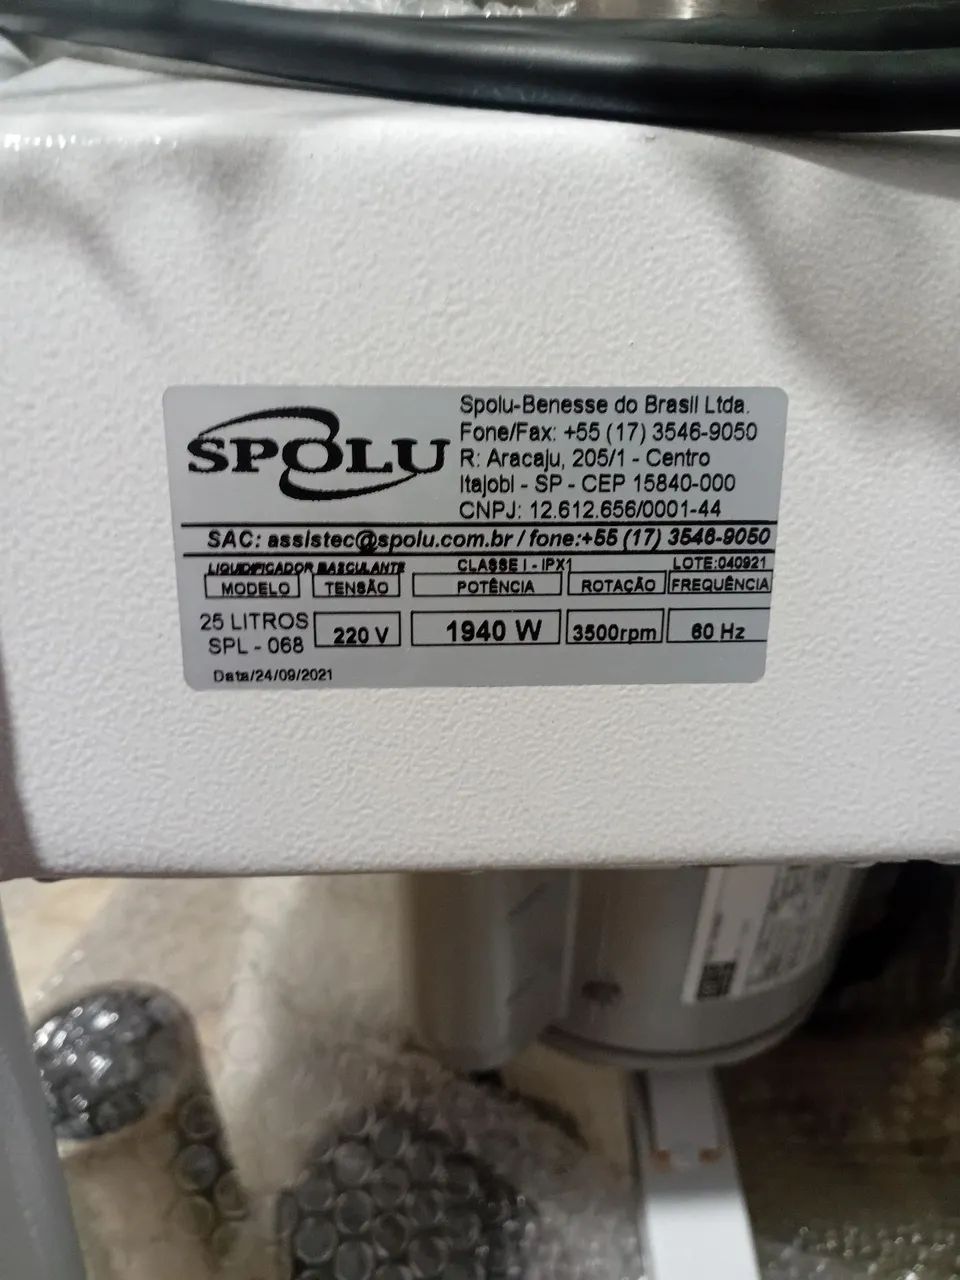 SPOLU
Spolu-Benesse do Brasil Ltda.
Fone/Fax: +55 (17) 3546-9050
R: Aracaju, 205/1 - Centro
Itajobi - SP - CEP 15840-000
CNPJ: 12.612.656/0001-44
SAC: assistec@spolu.com.br / fone:+55 (17) 3546-9050
LIQUIDIFICADOR BASCULANTE CLASSE I - IPX1 LOTE:040921
MODELO TENSÃO POTÊNCIA ROTAÇÃO FREQUÊNCIA
25 LITROS
SPL - 068 220 V 1940 W 3500rpm 60 Hz
Data/24/09/2021